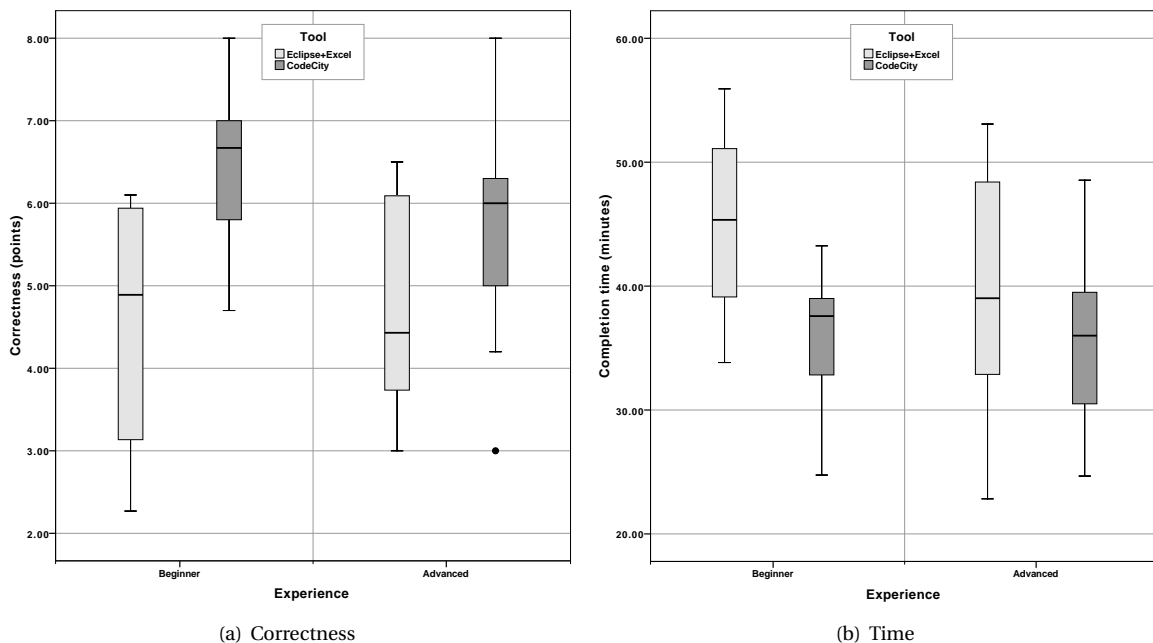 Tool
Eclipse+Excel
CodeCity
8.00
7.00
6.00
5.00
4.00
3.00
2.00
Correctness (points)
Beginner
Advanced
Experience
(a) Correctness
Tool
Eclipse+Excel
CodeCity
60.00
50.00
40.00
30.00
20.00
Completion time (minutes)
Beginner
Advanced
Experience
(b) Time